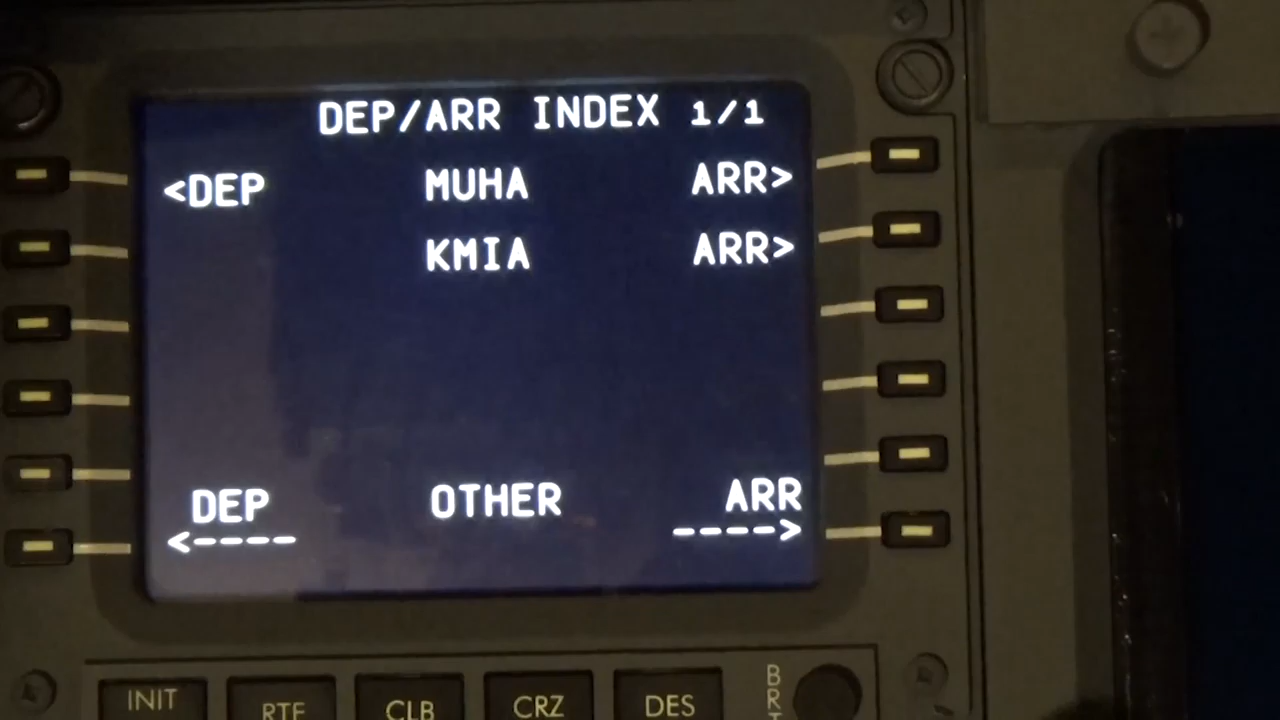 DEP/ARR INDEX 1/1
<DEP MUHA ARR>
KMIA ARR>
DEP OTHER ARR
<---- ---->
INIT RTE CLB CRZ DES BRT